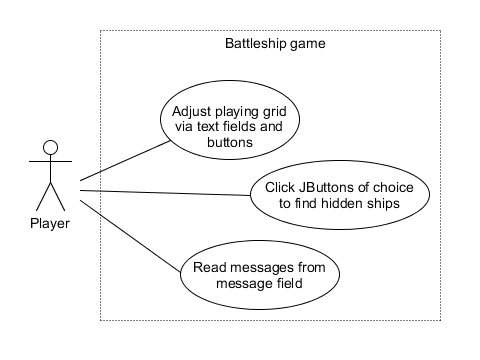 Battleship game
Adjust playing grid
via text fields and
buttons
Click JButtons of choice
to find hidden ships
Player
Read messages from
message field